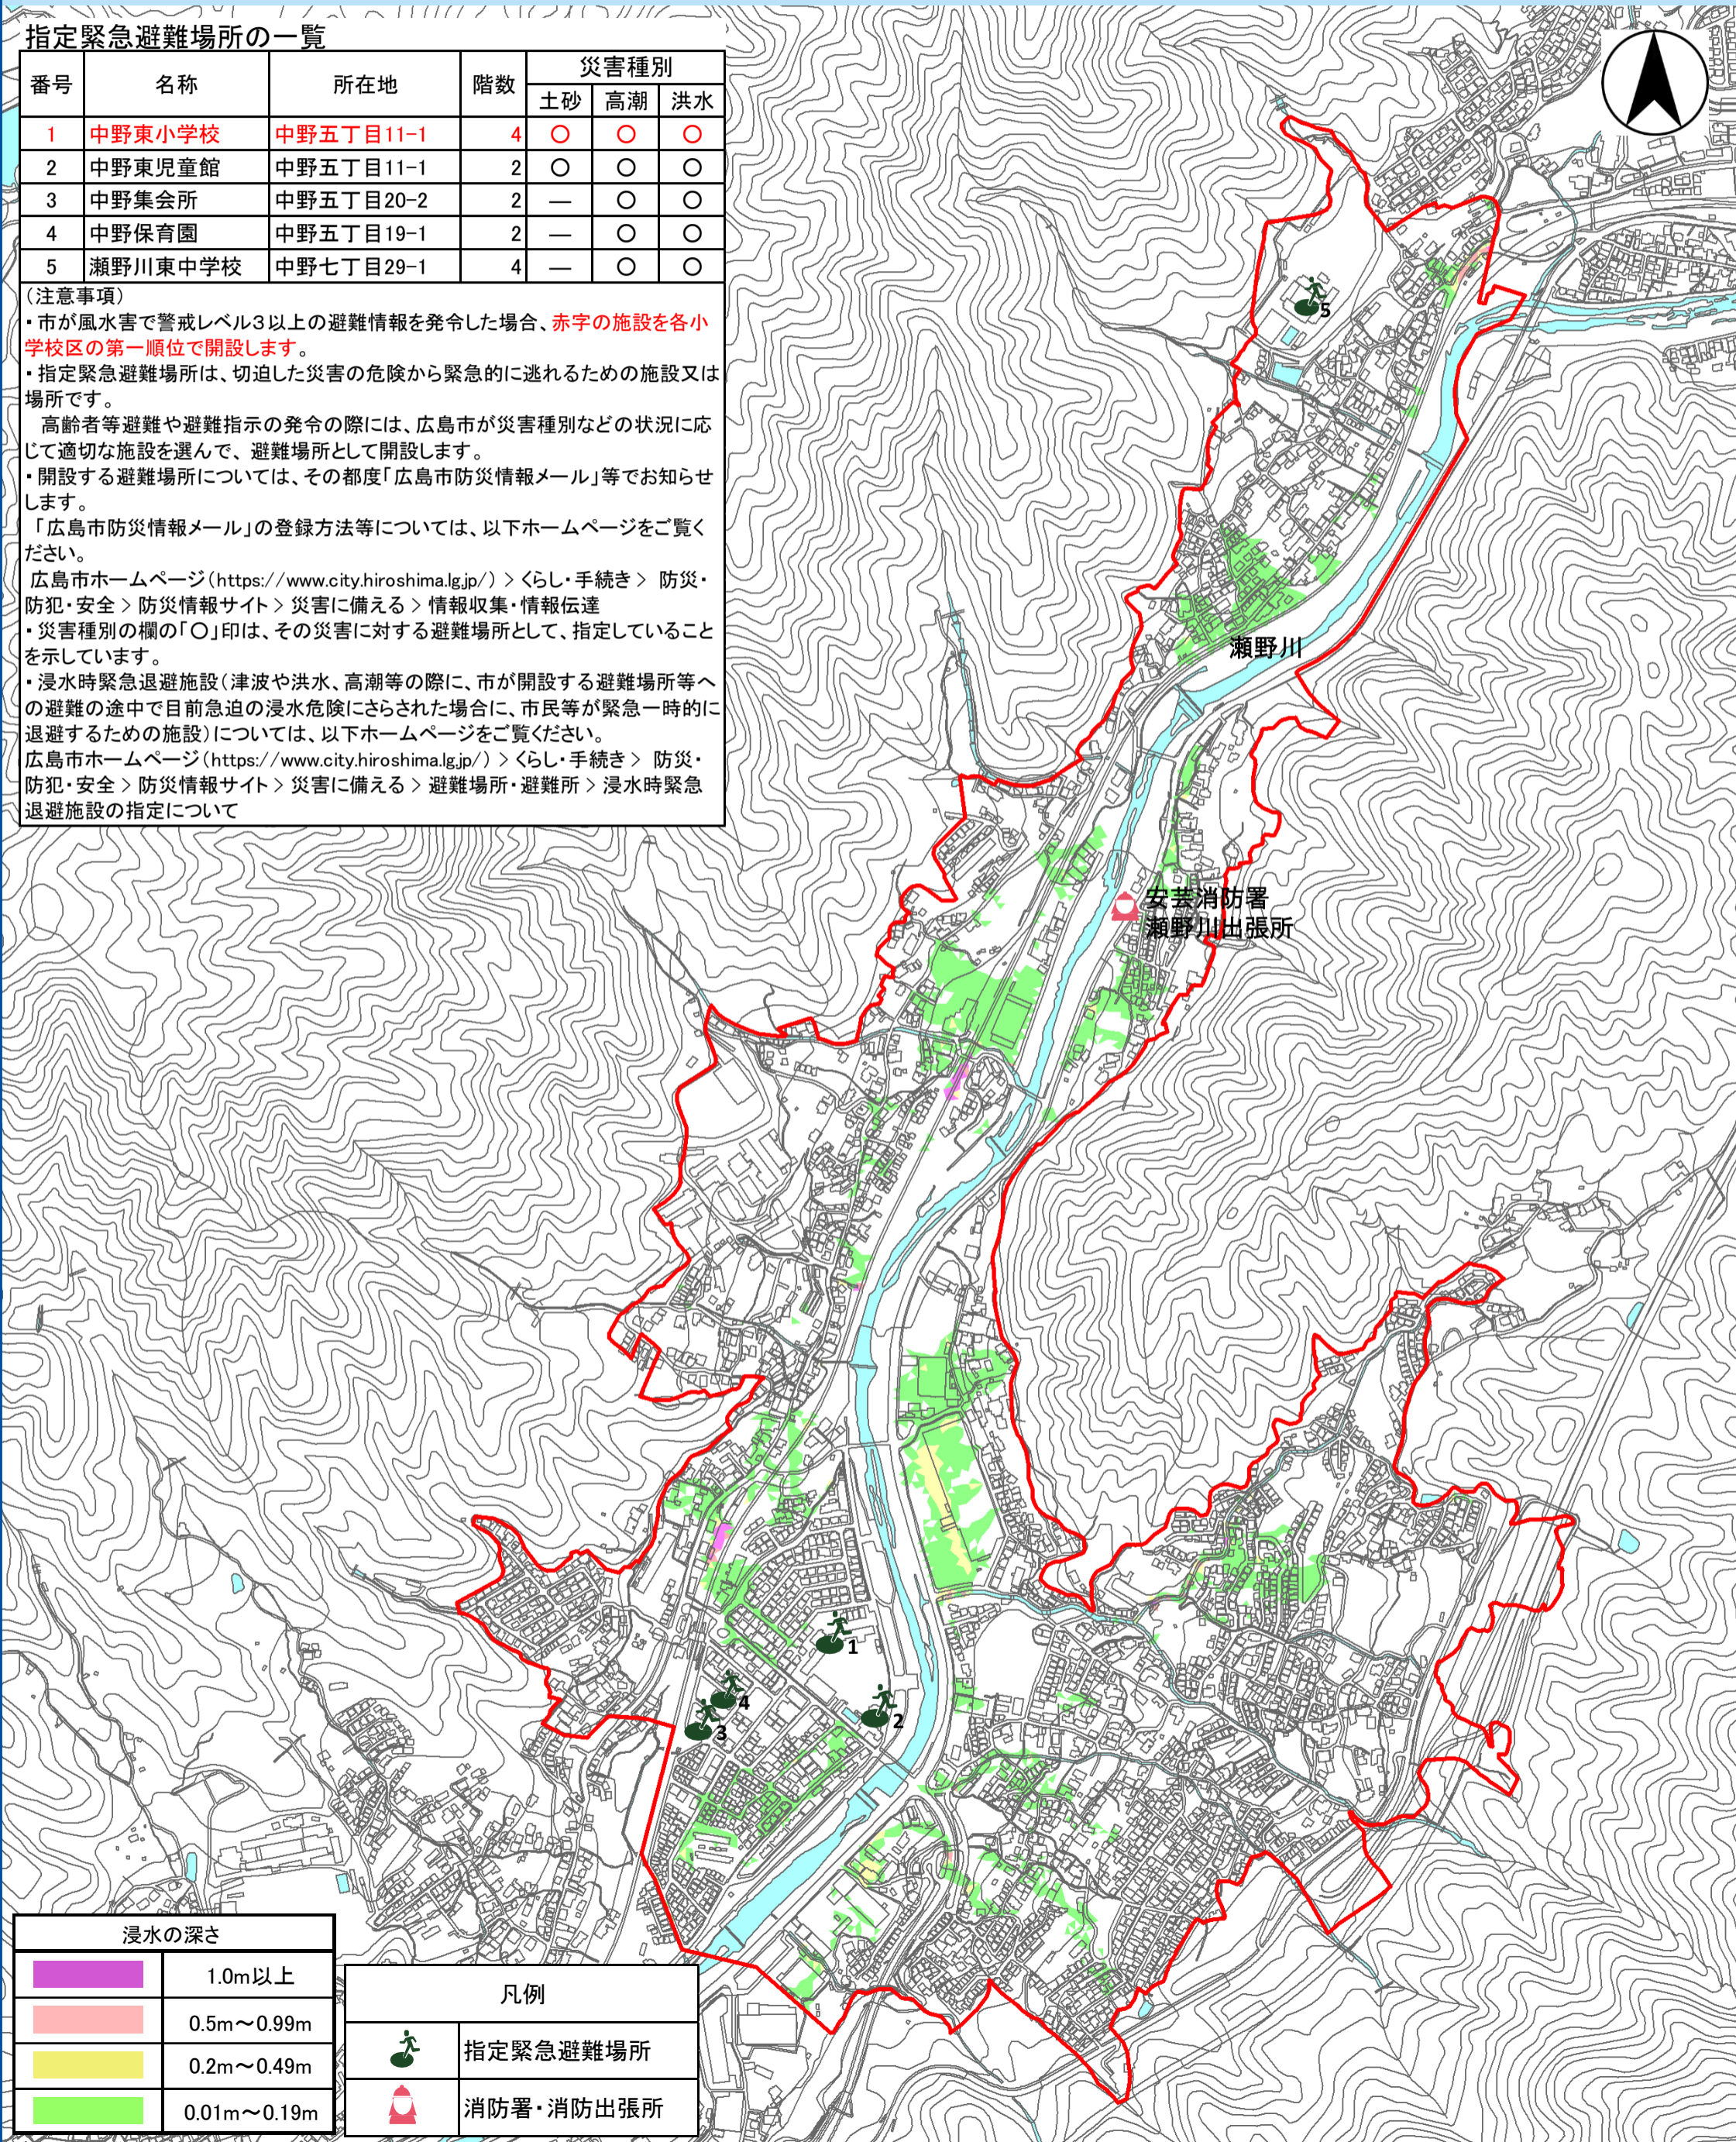 指定緊急避難場所の一覧
番号 名称 所在地 階数 災害種別
土砂 高潮 洪水
1 中野東小学校 中野五丁目11-1 4 〇 〇 〇
2 中野東児童館 中野五丁目11-1 2 〇 〇 〇
3 中野集会所 中野五丁目20-2 2 ― 〇 〇
4 中野保育園 中野五丁目19-1 2 ― 〇 〇
5 瀬野川東中学校 中野七丁目29-1 4 ― 〇 〇
(注意事項)
・市が風水害で警戒レベル3以上の避難情報を発令した場合、赤字の施設を各小
学校区の第一順位で開設します。
・指定緊急避難場所は、切迫した災害の危険から緊急的に逃れるための施設又は
場所です。
高齢者等避難や避難指示の発令の際には、広島市が災害種別などの状況に応
じて適切な施設を選んで、避難場所として開設します。
・開設する避難場所については、その都度「広島市防災情報メール」等でお知らせ
します。
「広島市防災情報メール」の登録方法等については、以下ホームページをご覧く
ださい。
広島市ホームページ(https://www.city.hiroshima.lg.jp/) > くらし・手続き > 防災・
防犯・安全 > 防災情報サイト > 災害に備える > 情報収集・情報伝達
・災害種別の欄の「〇」印は、その災害に対する避難場所として、指定していること
を示しています。
・浸水時緊急退避施設(津波や洪水、高潮等の際に、市が開設する避難場所等へ
の避難の途中で目前急迫の浸水危険にさらされた場合に、市民等が緊急一時的に
退避するための施設)については、以下ホームページをご覧ください。
広島市ホームページ(https://www.city.hiroshima.lg.jp/) > くらし・手続き > 防災・
防犯・安全 > 防災情報サイト > 災害に備える > 避難場所・避難所 > 浸水時緊急
退避施設の指定について
5
瀬野川
安芸消防署
瀬野川出張所
1
4
2
3
浸水の深さ
1.0m以上
0.5m～0.99m
0.2m～0.49m
0.01m～0.19m
凡例
指定緊急避難場所
消防署・消防出張所